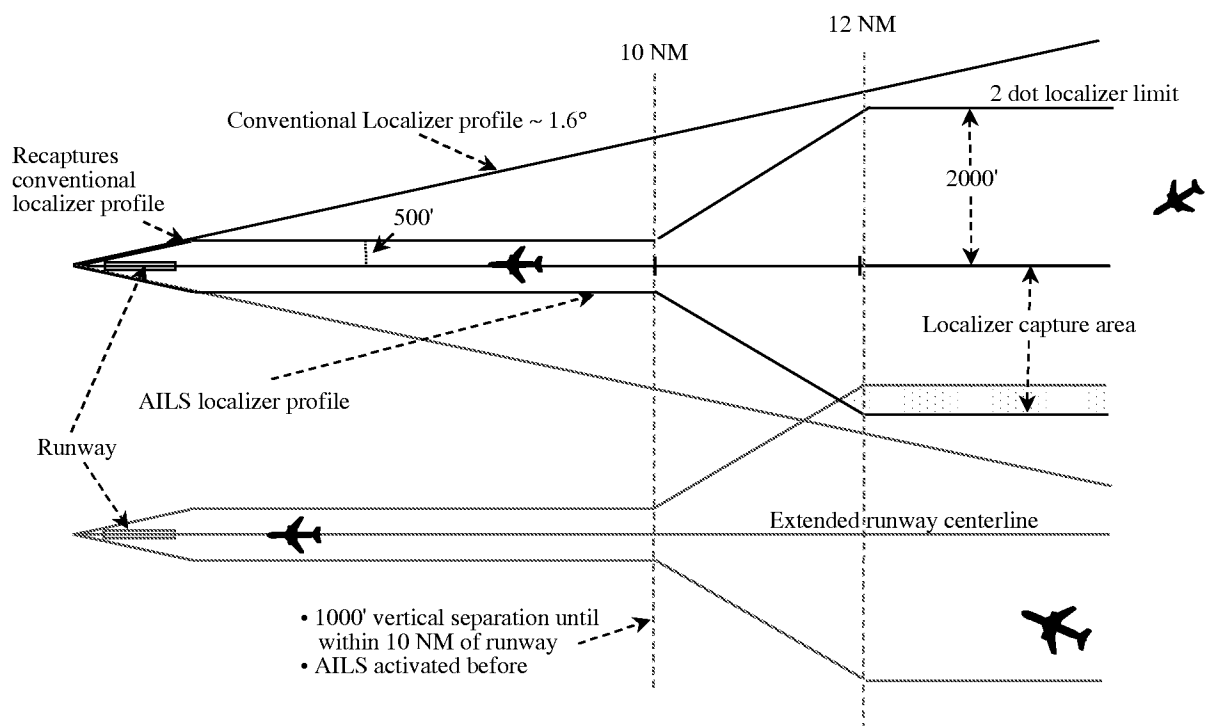 12 NM
10 NM
2 dot localizer limit
Conventional Localizer profile ~ 1.6°
Recaptures
conventional
localizer profile
2000'
500'
Localizer capture area
AILS localizer profile
Runway
Extended runway centerline
• 1000' vertical separation until
within 10 NM of runway
• AILS activated before